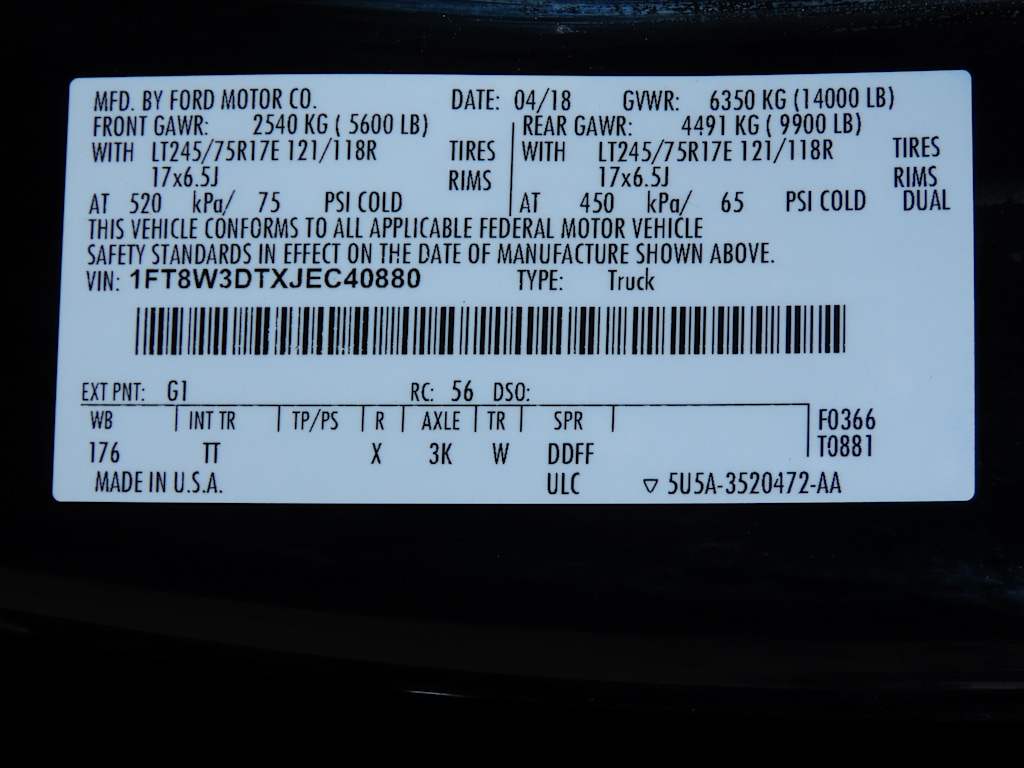 MFD. BY FORD MOTOR CO. DATE: 04/18 GVWR: 6350 KG (14000 LB)
FRONT GAWR: 2540 KG ( 5600 LB) REAR GAWR: 4491 KG ( 9900 LB)
WITH LT245/75R17E 121/118R TIRES WITH LT245/75R17E 121/118R TIRES
17x6.5J RIMS 17x6.5J RIMS
AT 520 kPa/ 75 PSI COLD AT 450 kPa/ 65 PSI COLD DUAL
THIS VEHICLE CONFORMS TO ALL APPLICABLE FEDERAL MOTOR VEHICLE
SAFETY STANDARDS IN EFFECT ON THE DATE OF MANUFACTURE SHOWN ABOVE.
VIN: 1FT8W3DTXJEC40880 TYPE: Truck
EXT PNT: G1 RC: 56 DSO:
WB INT TR TP/PS R AXLE TR SPR F0366
176 TT X 3K W DDFF T0881
MADE IN U.S.A. ULC ▽ 5U5A-3520472-AA